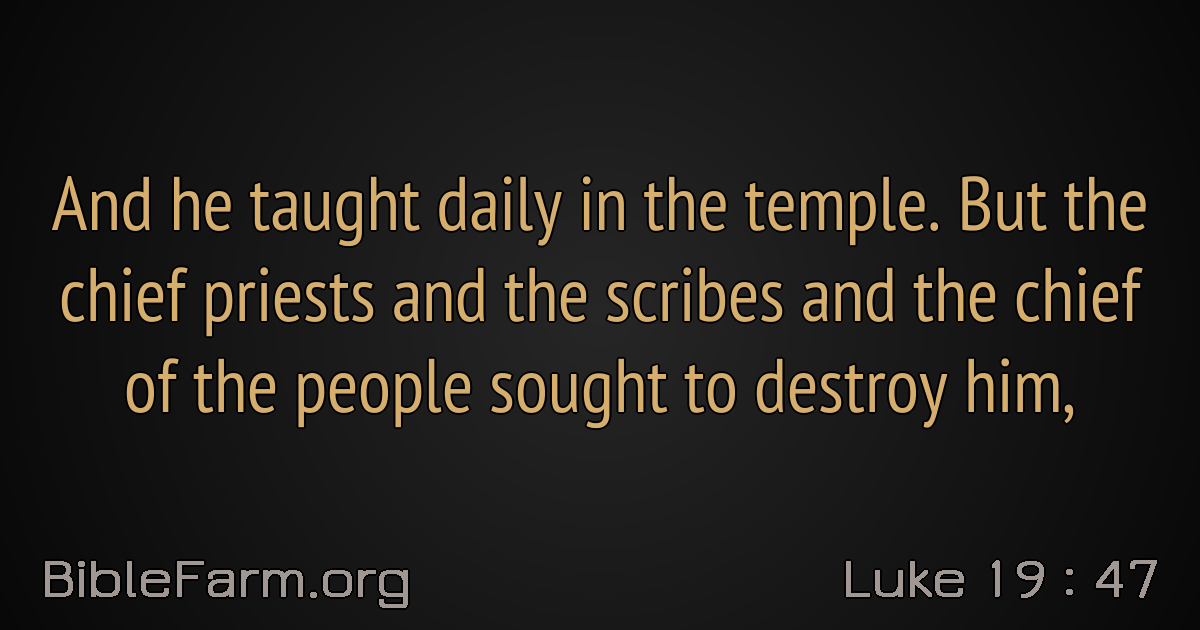 And he taught daily in the temple. But the
chief priests and the scribes and the chief
of the people sought to destroy him,
BibleFarm.org
Luke 19 : 47